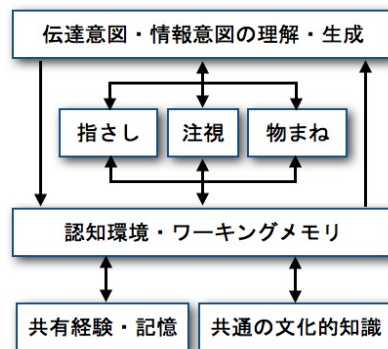 伝達意図・情報意図の理解・生成
指さし
注視
物まね
認知環境・ワーキングメモリ
共有経験・記憶
共通の文化的知識